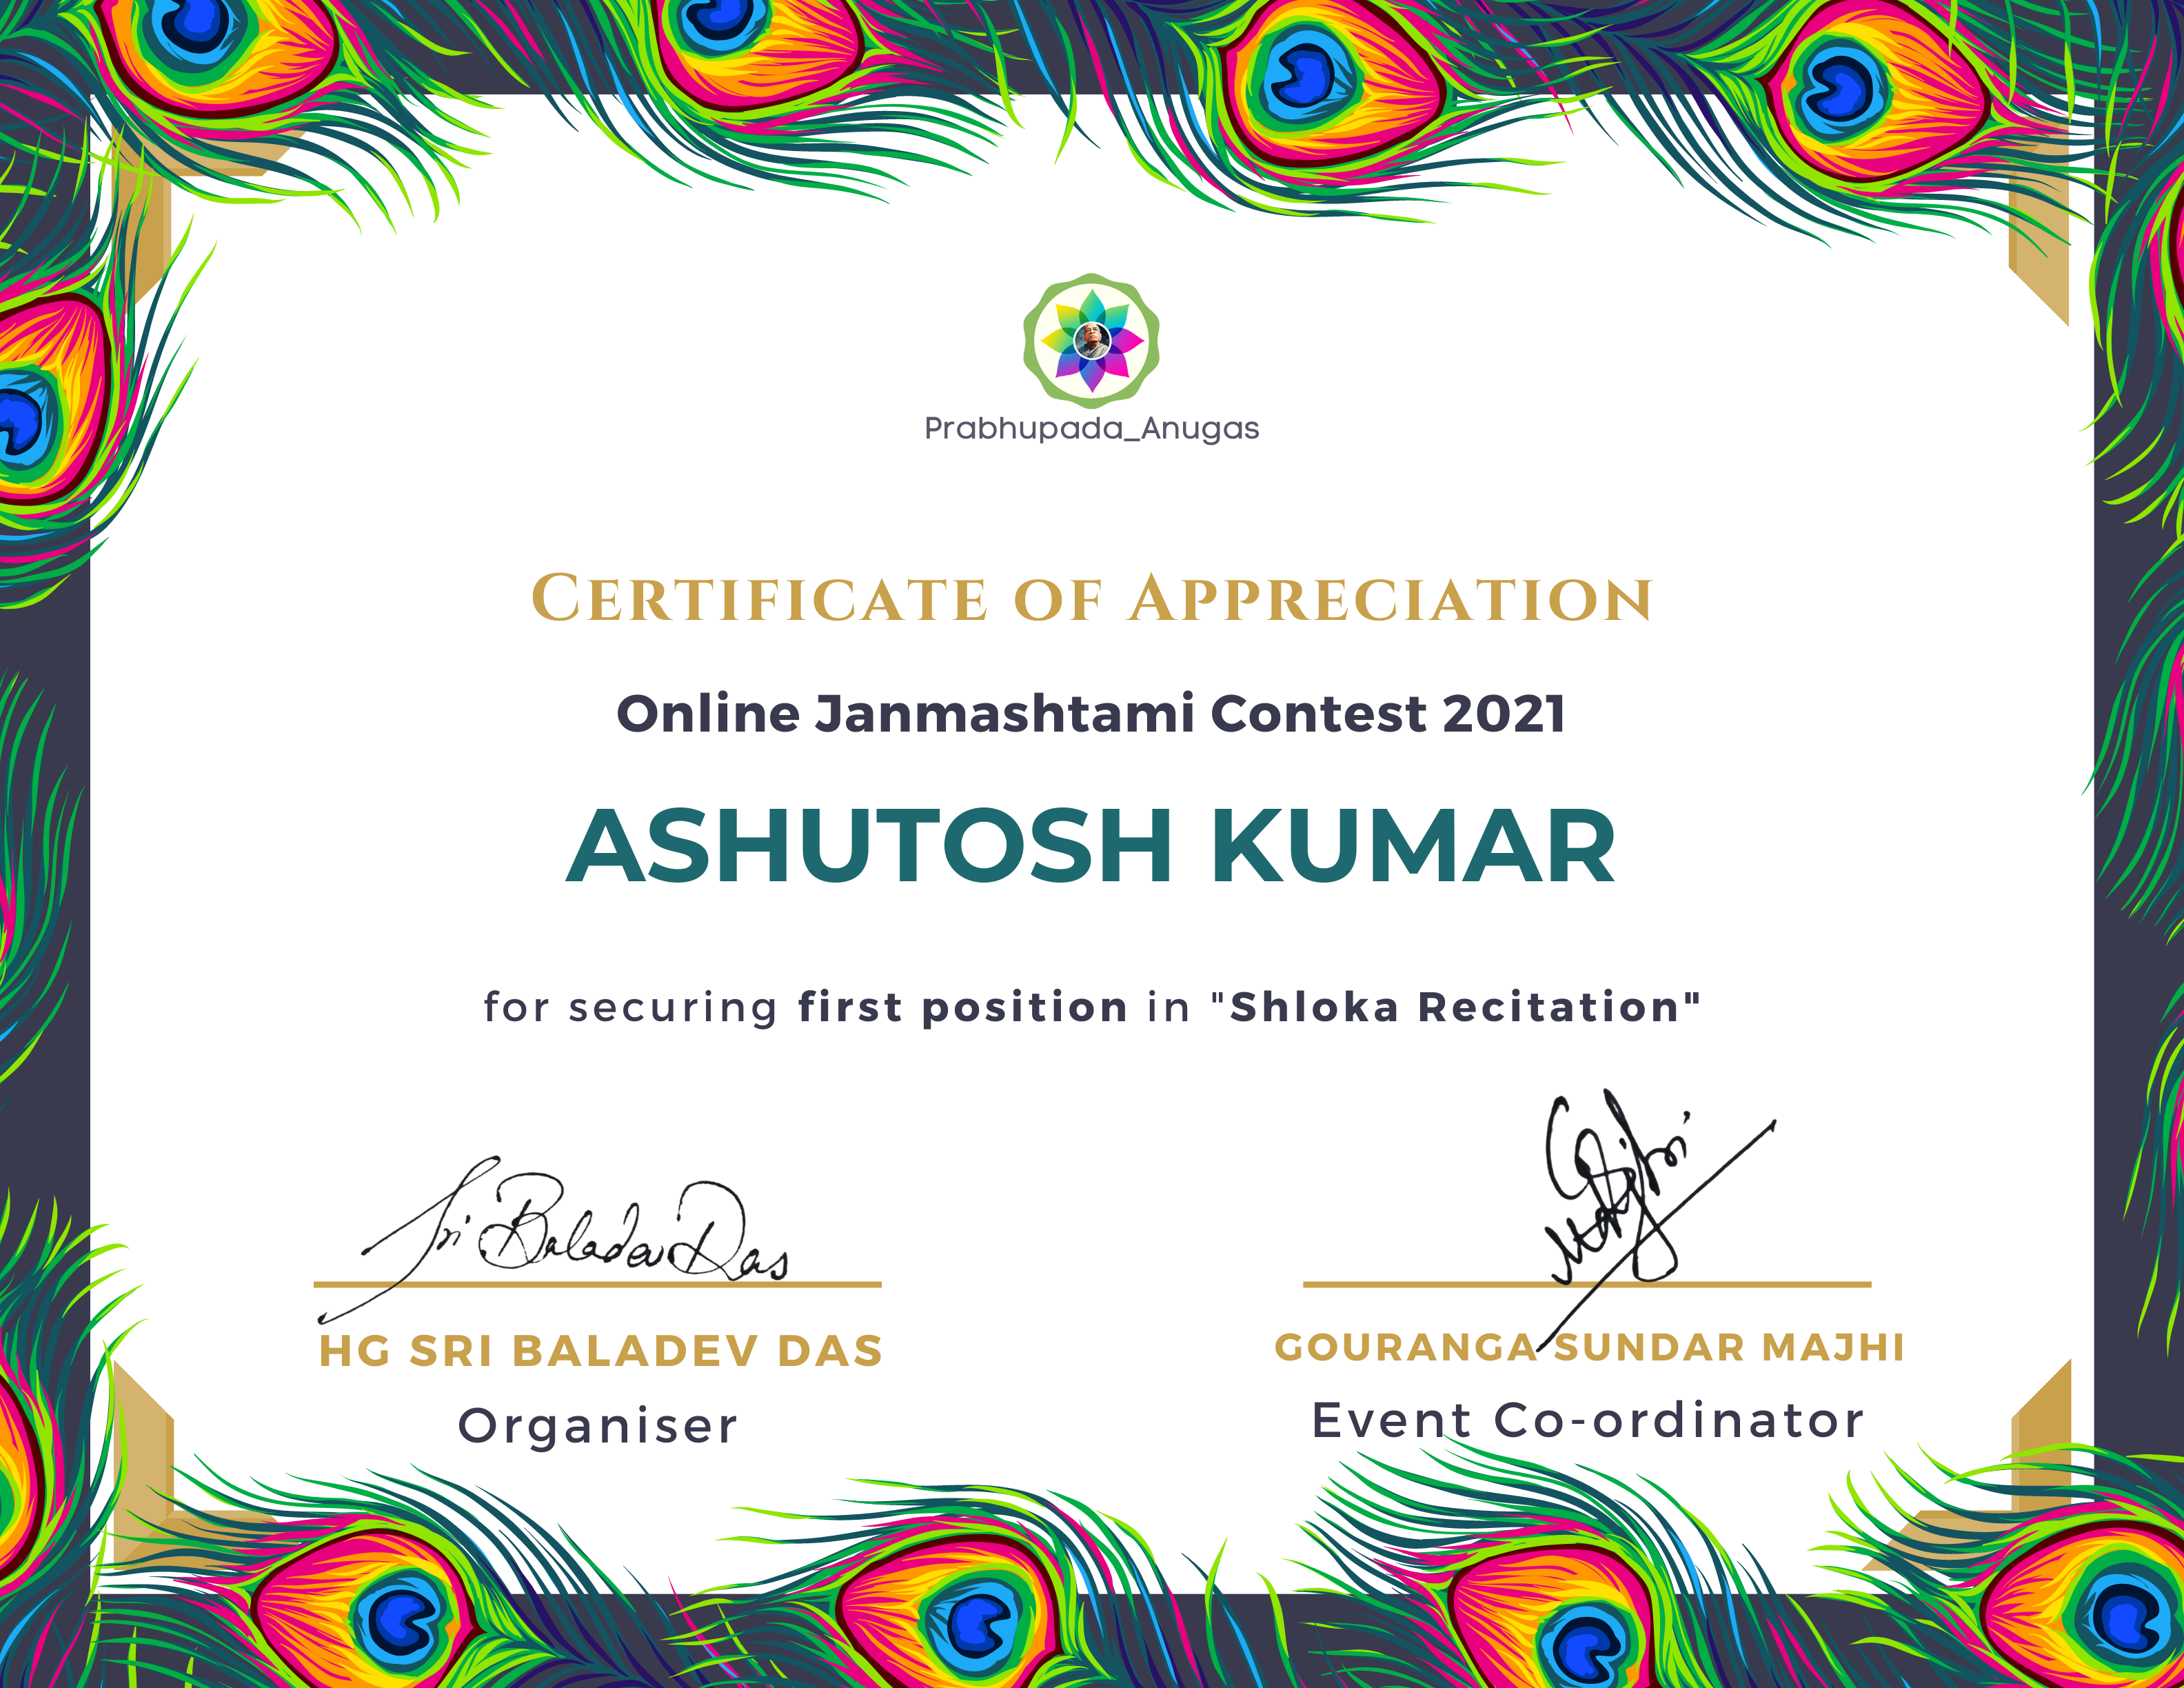 Prabhupada_Anugas
Certificate of Appreciation
Online Janmashtami Contest 2021
ASHUTOSH KUMAR
for securing first position in "Shloka Recitation"
Sri Baladev Das
HG SRI BALADEV DAS
Organiser
GOURANGA SUNDAR MAJHI
Event Co-ordinator